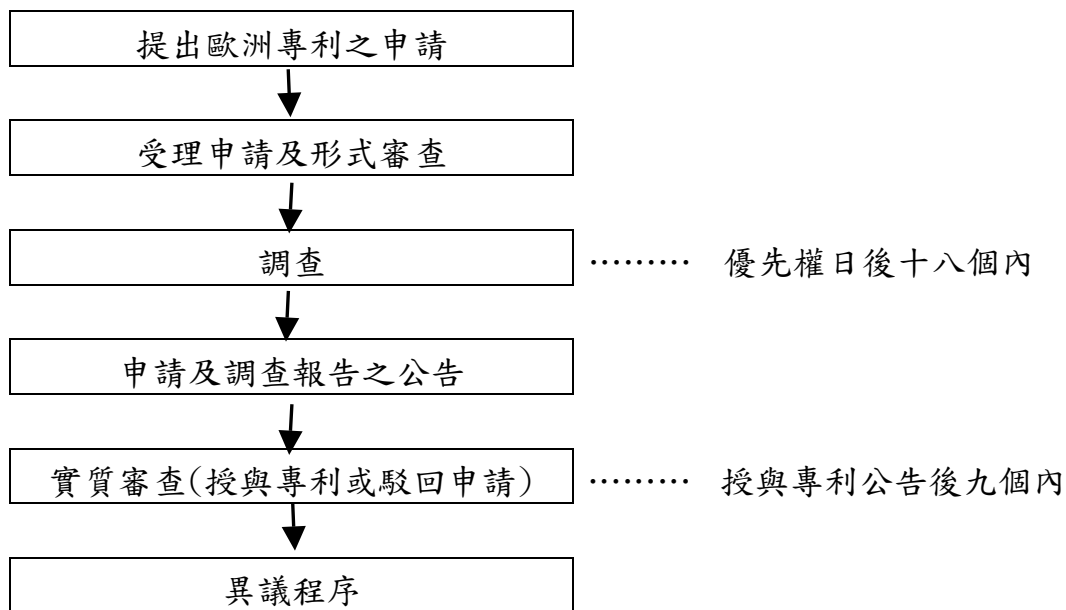 提出歐洲專利之申請
受理申請及形式審查
調查 ⋯⋯⋯ 優先權日後十八個內
申請及調查報告之公告
實質審查(授與專利或駁回申請) ⋯⋯⋯ 授與專利公告後九個內
異議程序